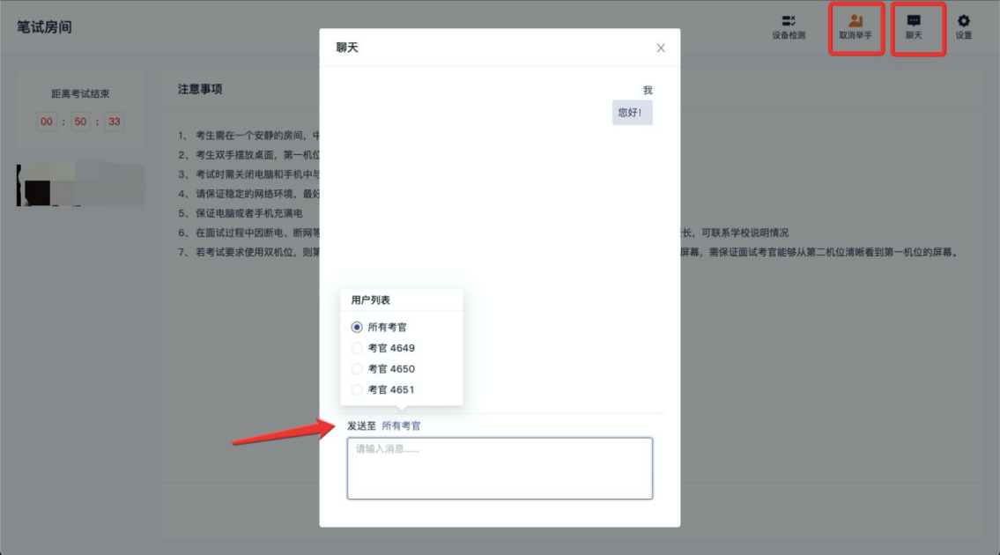 笔试房间
设备检测
取消举手
聊天
设置
距离考试结束
00 : 50 : 33
注意事项
1、 考生需在一个安静的房间，中
2、 考生双手摆放桌面，第一机位
3、 考试时需关闭电脑和手机中与
4、 请保证稳定的网络环境，最好
5、 保证电脑或者手机充满电
6、 在面试过程中因断电、断网等
长，可联系学校说明情况
7、 若考试要求使用双机位，则第
屏幕，需保证面试考官能够从第二机位清晰看到第一机位的屏幕。
聊天
我
您好！
用户列表
所有考官
考官 4649
考官 4650
考官 4651
发送至 所有考官
请输入消息......